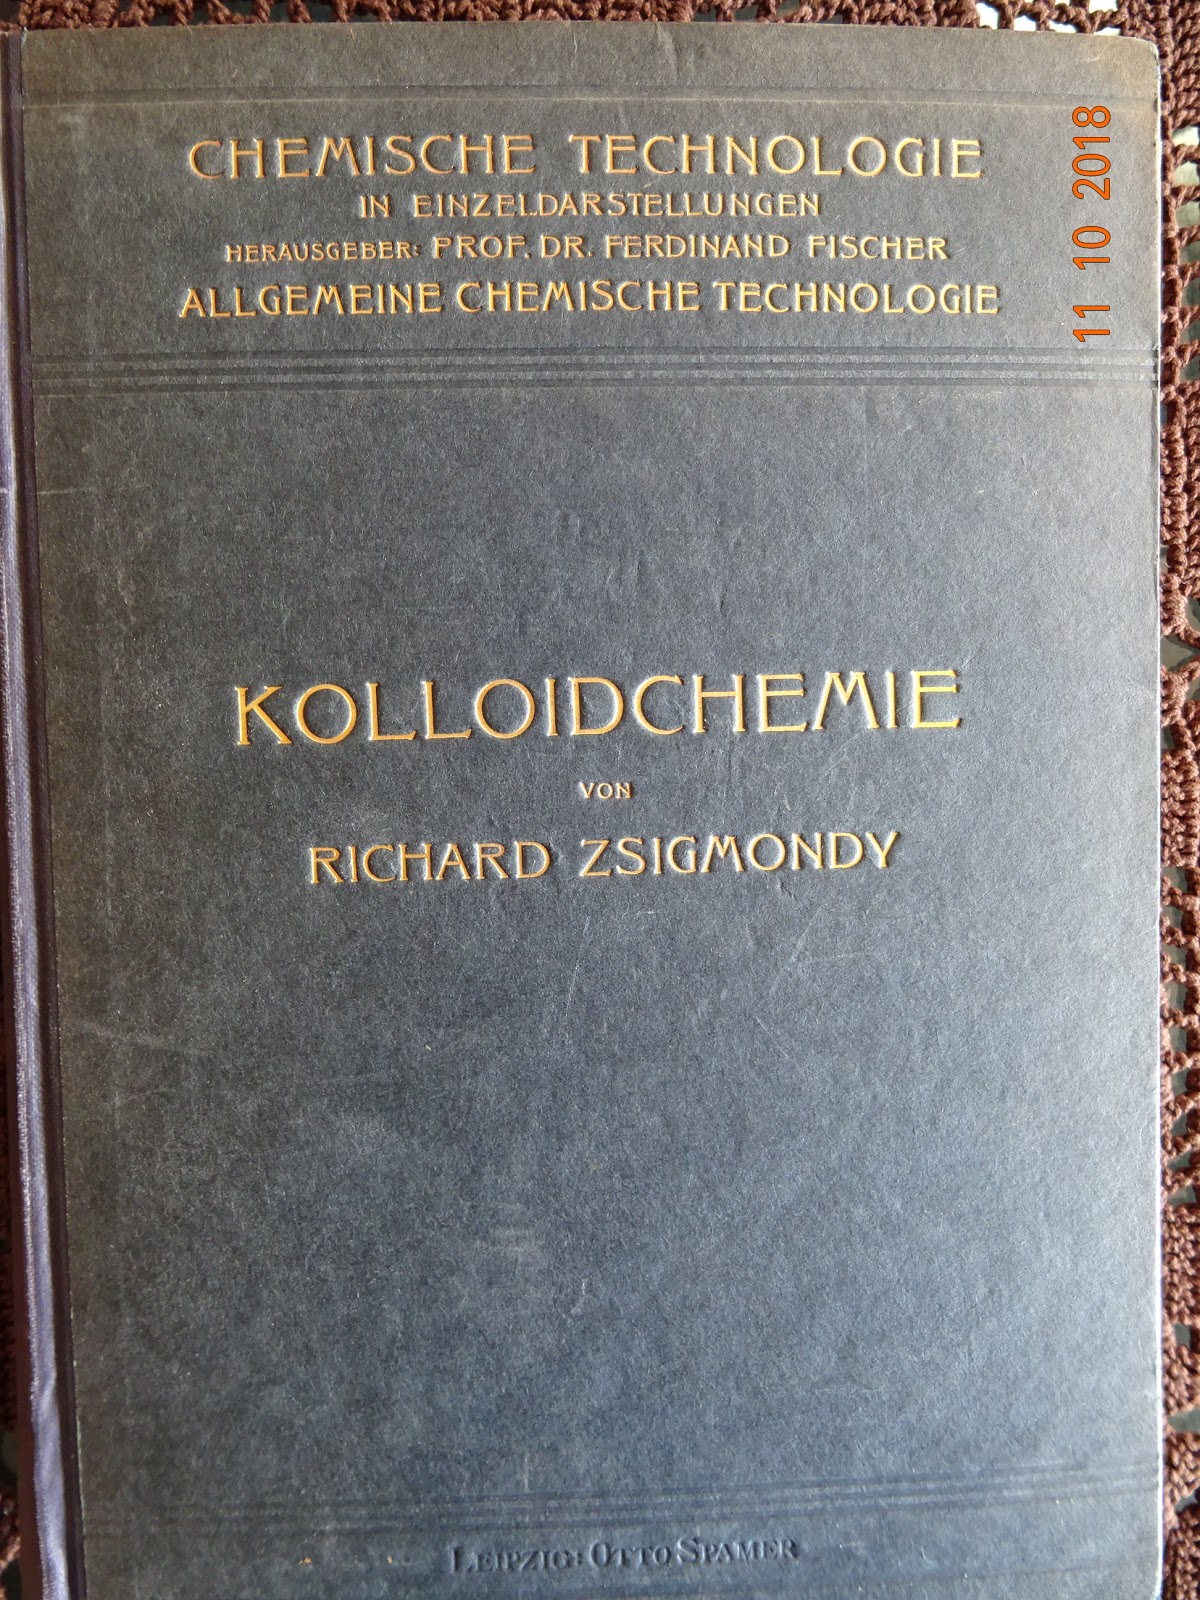 CHEMISCHE TECHNOLOGIE
IN EINZELDARSTELLUNGEN
HERAUSGEBER: PROF. DR. FERDINAND FISCHER
ALLGEMEINE CHEMISCHE TECHNOLOGIE
KOLLOIDCHEMIE
VON
RICHARD ZSIGMONDY
LEIPZIG: OTTO SPAMER
11 10 2018